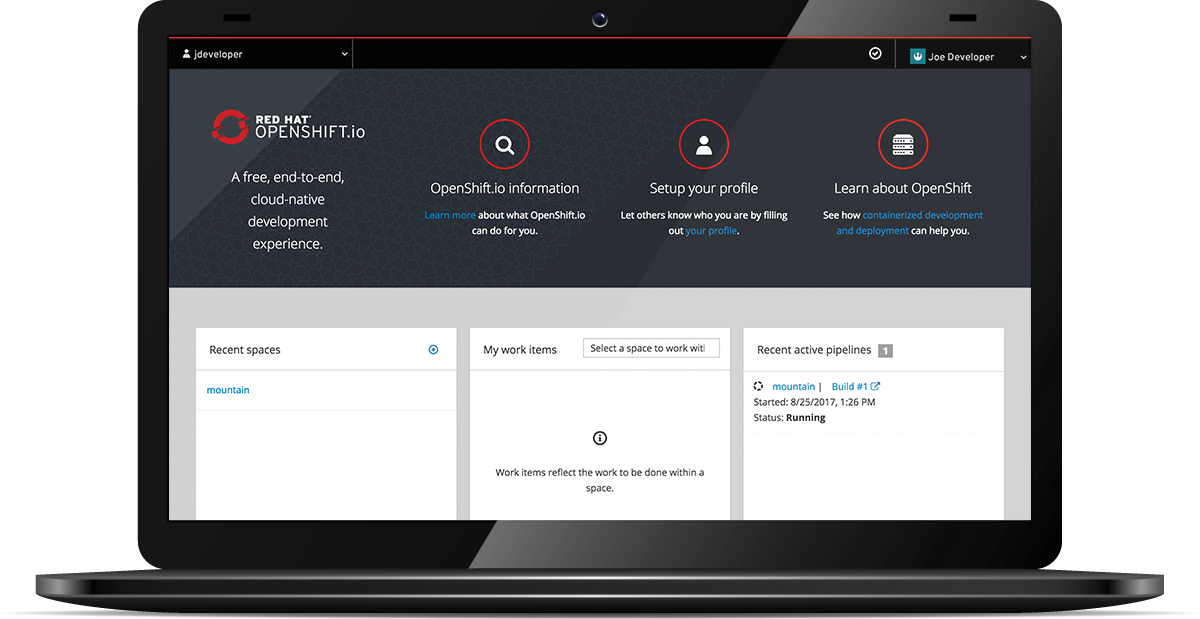 jdeveloper
Joe Developer
RED HAT®
OPENSHIFT.io
A free, end-to-end,
cloud-native
development
experience.
OpenShift.io information
Learn more about what OpenShift.io
can do for you.
Setup your profile
Let others know who you are by filling
out your profile.
Learn about OpenShift
See how containerized development
and deployment can help you.
Recent spaces
mountain
My work items
Select a space to work witl
Work items reflect the work to be done within a
space.
Recent active pipelines 1
mountain | Build #1
Started: 8/25/2017, 1:26 PM
Status: Running